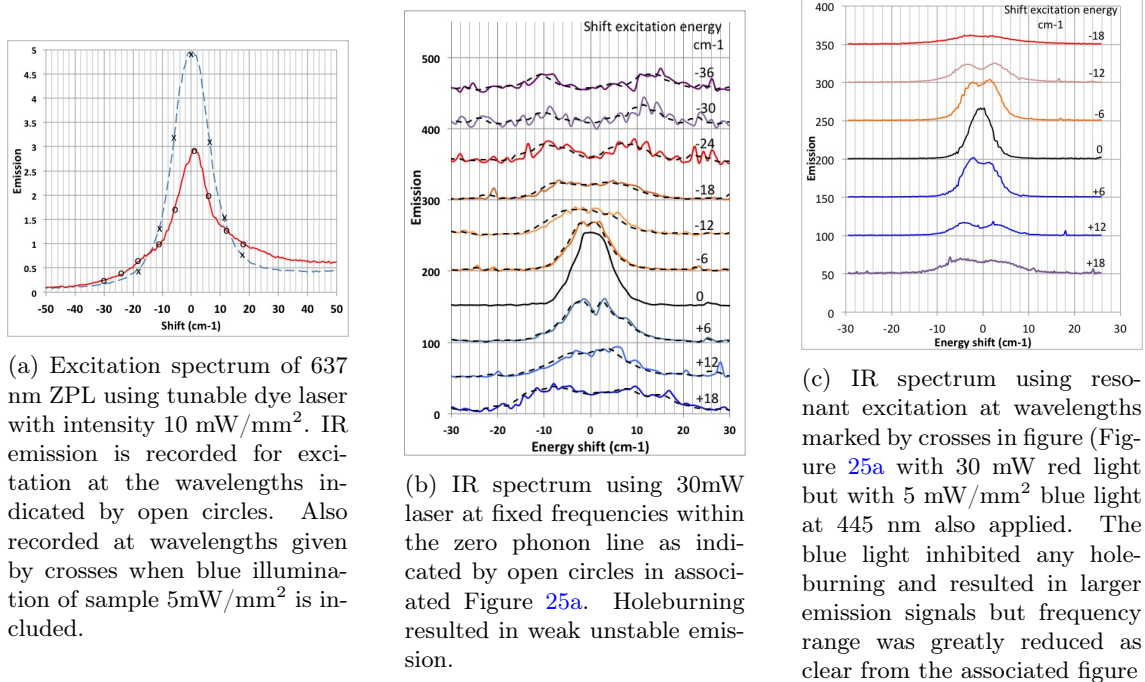 5
4.5
4
3.5
3
2.5
2
1.5
1
0.5
0
Emission
-50 -40 -30 -20 -10 0 10 20 30 40 50
Shift (cm-1)
(a) Excitation spectrum of 637
nm ZPL using tunable dye laser
with intensity 10 mW/mm². IR
emission is recorded for exci-
tation at the wavelengths in-
dicated by open circles. Also
recorded at wavelengths given
by crosses when blue illumina-
tion of sample 5mW/mm² is in-
cluded.
Shift excitation energy
cm-1
500
400
300
200
100
0
Emission
-36
-30
-24
-18
-12
-6
0
+6
+12
+18
-30 -20 -10 0 10 20 30
Energy shift (cm-1)
(b) IR spectrum using 30mW
laser at fixed frequencies within
the zero phonon line as indi-
cated by open circles in associ-
ated Figure 25a. Holeburning
resulted in weak unstable emis-
sion.
Shift excitation energy
cm-1
400
350
300
250
200
150
100
50
0
Emission
-18
-12
-6
0
+6
+12
+18
-30 -20 -10 0 10 20 30
Energy shift (cm-1)
(c) IR spectrum using reso-
nant excitation at wavelengths
marked by crosses in figure (Fig-
ure 25a with 30 mW red light
but with 5 mW/mm² blue light
at 445 nm also applied. The
blue light inhibited any hole-
burning and resulted in larger
emission signals but frequency
range was greatly reduced as
clear from the associated figure